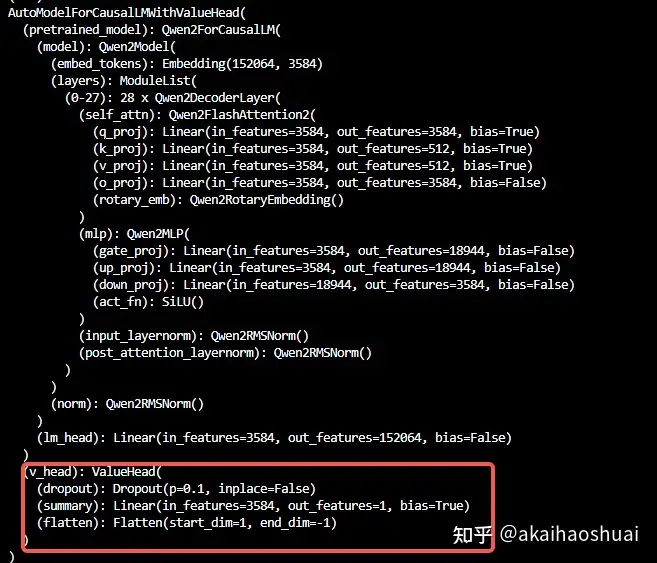 AutoModelForCausalLMWithValueHead(
(pretrained_model): Qwen2ForCausalLM(
(model): Qwen2Model(
(embed_tokens): Embedding(152064, 3584)
(layers): ModuleList(
(0-27): 28 x Qwen2DecoderLayer(
(self_attn): Qwen2FlashAttention2(
(q_proj): Linear(in_features=3584, out_features=3584, bias=True)
(k_proj): Linear(in_features=3584, out_features=512, bias=True)
(v_proj): Linear(in_features=3584, out_features=512, bias=True)
(o_proj): Linear(in_features=3584, out_features=3584, bias=False)
(rotary_emb): Qwen2RotaryEmbedding()
)
(mlp): Qwen2MLP(
(gate_proj): Linear(in_features=3584, out_features=18944, bias=False)
(up_proj): Linear(in_features=3584, out_features=18944, bias=False)
(down_proj): Linear(in_features=18944, out_features=3584, bias=False)
(act_fn): SiLU()
)
(input_layernorm): Qwen2RMSNorm()
(post_attention_layernorm): Qwen2RMSNorm()
)
)
(norm): Qwen2RMSNorm()
)
(lm_head): Linear(in_features=3584, out_features=152064, bias=False)
)
(v_head): ValueHead(
(dropout): Dropout(p=0.1, inplace=False)
(summary): Linear(in_features=3584, out_features=1, bias=True)
(flatten): Flatten(start_dim=1, end_dim=-1)
)
)
知乎 @akaihaoshuai